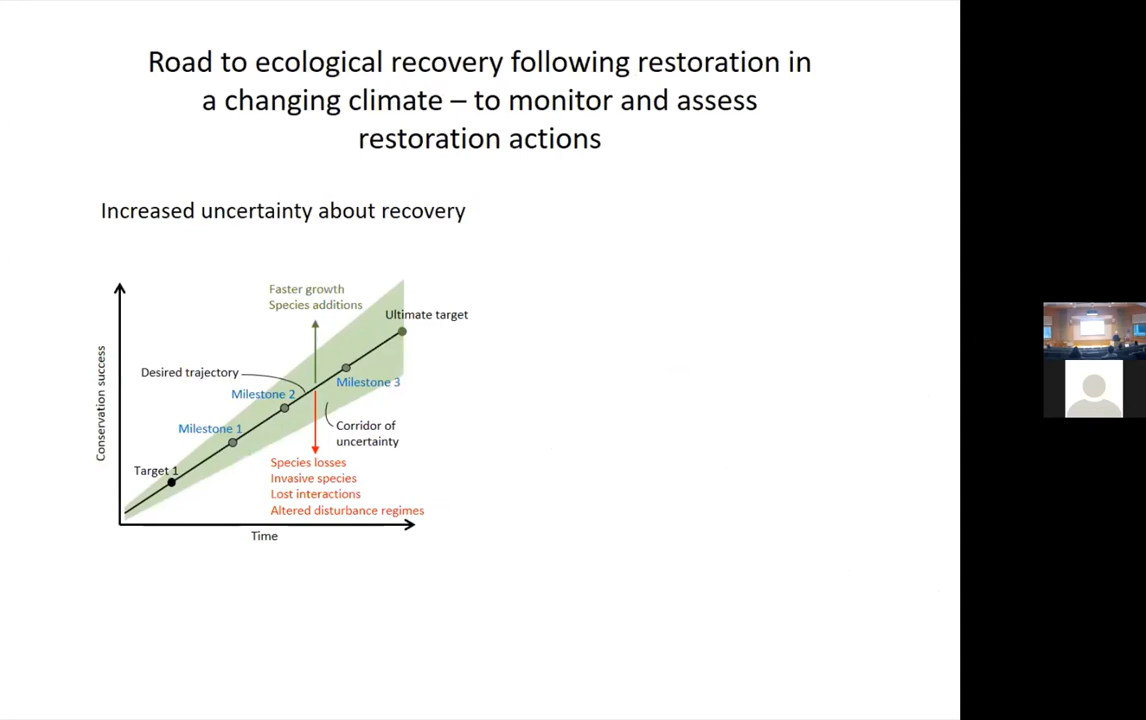 Road to ecological recovery following restoration in
a changing climate – to monitor and assess
restoration actions
Increased uncertainty about recovery
Faster growth
Species additions
Ultimate target
Desired trajectory
Milestone 3
Milestone 2
Milestone 1
Corridor of
uncertainty
Target 1
Species losses
Invasive species
Lost interactions
Altered disturbance regimes
Conservation success
Time